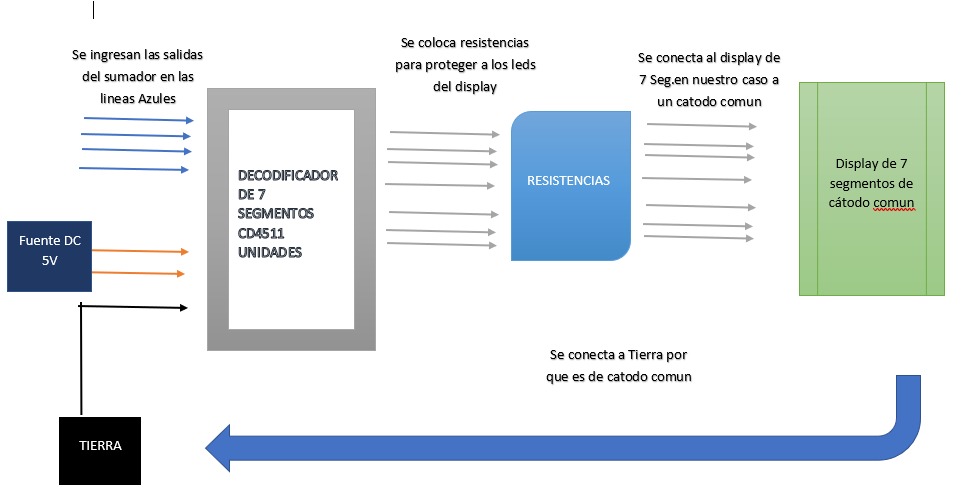 Se ingresan las salidas
del sumador en las
lineas Azules
Se coloca resistencias
para proteger a los leds
del display
Se conecta al display de
7 Seg.en nuestro caso a
un catodo comun
DECODIFICADOR
DE 7
SEGMENTOS
CD4511
UNIDADES
RESISTENCIAS
Display de 7
segmentos de
cátodo comun
Fuente DC
5V
Se conecta a Tierra por
que es de catodo comun
TIERRA